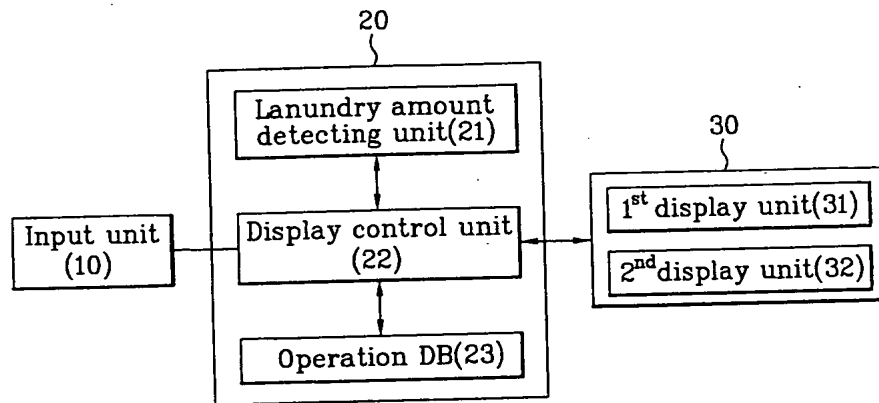 20
Lanundry amount
detecting unit(21)
30
1st display unit(31)
Input unit
(10)
Display control unit
(22)
2nd display unit(32)
Operation DB(23)